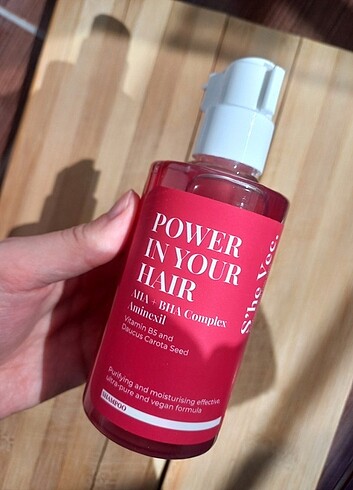 POWER
IN YOUR
HAIR
AHA + BHA Complex
Aminexil
Vitamin B5 and
Daucus Carota Seed
Purifying and moisturising effective,
ultra-pure and vegan formula
SHAMPOO
S'he Vec.